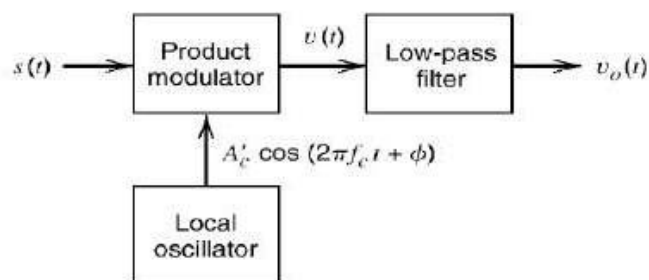 s(t)
Product
modulator
v(t)
Low-pass
filter
v_o(t)
A'_c cos (2πf_c t + ϕ)
Local
oscillator